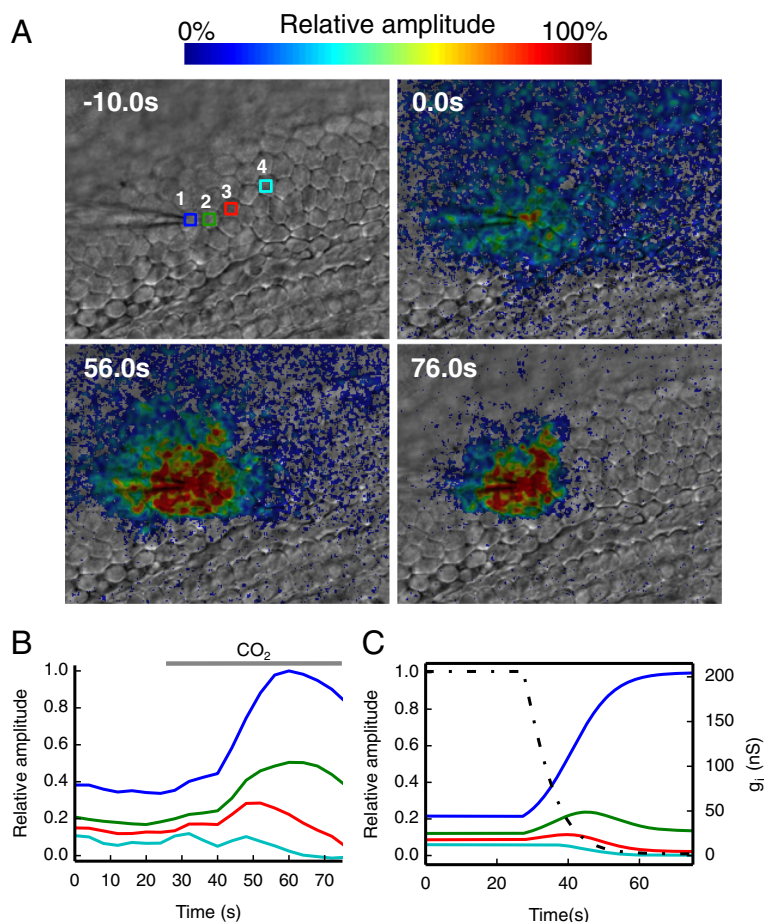 A
Relative amplitude
0%
100%
-10.0s
1
2
3
4
0.0s
56.0s
76.0s
B
CO2
Relative amplitude
1.0
0.8
0.6
0.4
0.2
0.0
0 10 20 30 40 50 60 70
Time (s)
C
Relative amplitude
1.0
0.8
0.6
0.4
0.2
0.0
200
150
100
50
0
gi (nS)
0 20 40 60
Time(s)